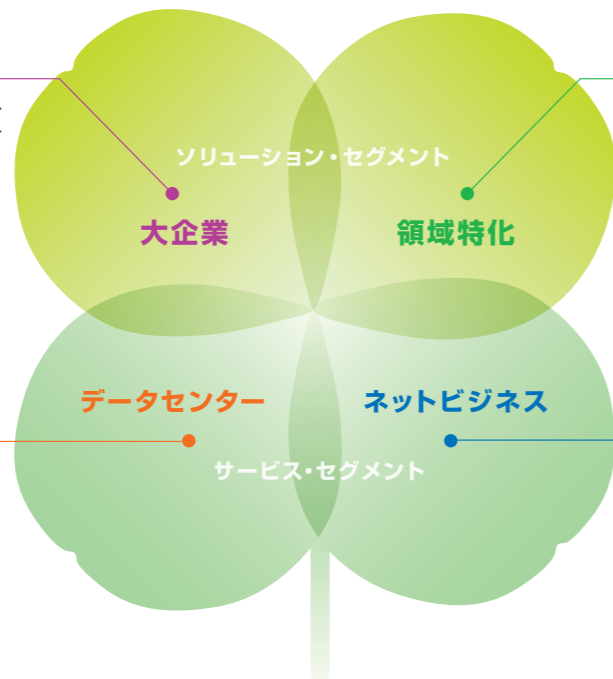 ソリューション・セグメント
大企業
領域特化
データセンター
ネットビジネス
サービス・セグメント